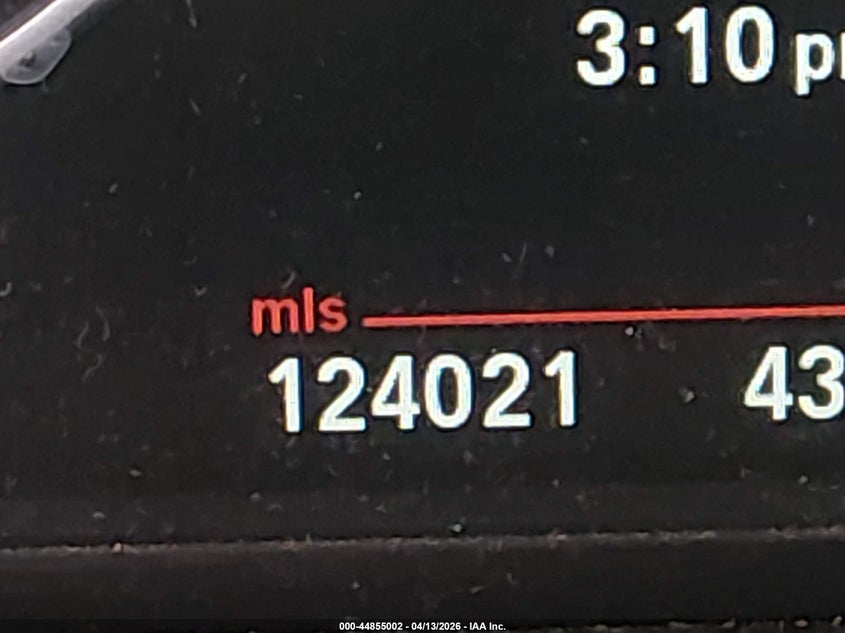 3:10 p
mls
124021 43
000-44855002 - 04/13/2026 - IAA Inc.